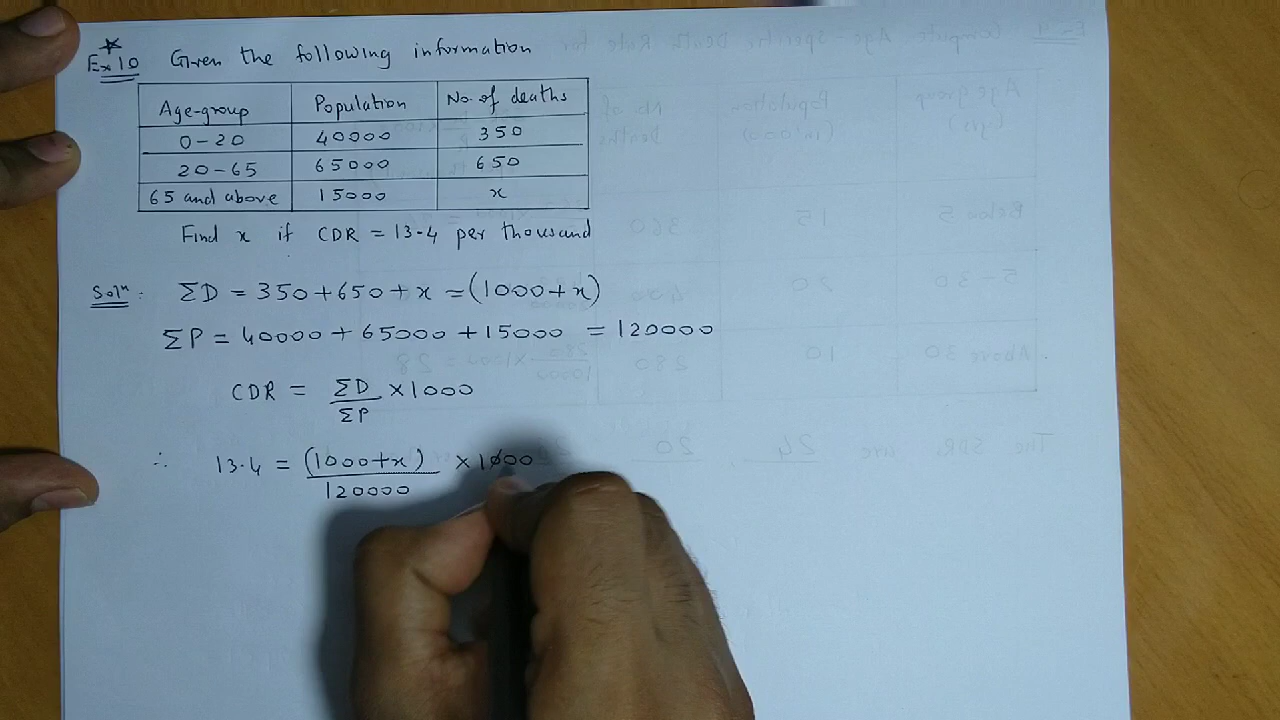 Ex 10 Given the following information
Age-group Population No. of deaths
0-20 40000 350
20-65 65000 650
65 and above 15000 x
Find x if CDR = 13.4 per thousand
Solⁿ: ΣD = 350+650+x = (1000+x)
ΣP = 40000+65000+15000 = 120000
CDR = ΣD/ΣP ×1000
∴ 13.4 = (1000+x)/120000 ×1000